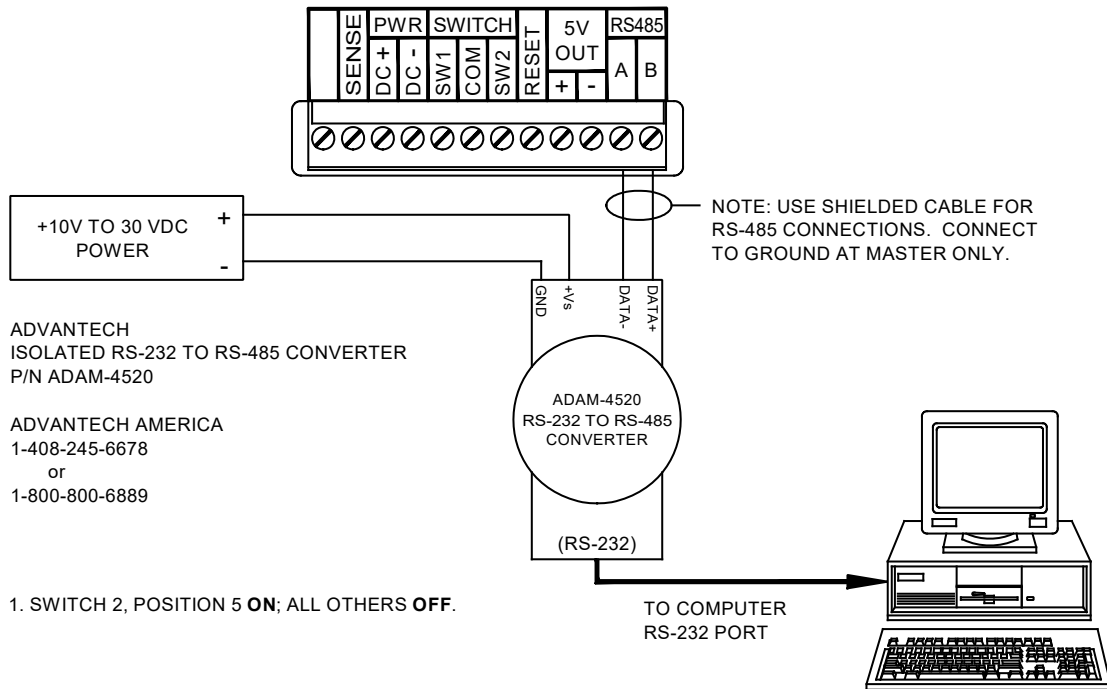 SENSE
PWR
DC +
DC -
SWITCH
SW1
COM
SW2
RESET
5V
OUT
+
-
RS485
A
B
+10V TO 30 VDC
POWER
+
-
NOTE: USE SHIELDED CABLE FOR
RS-485 CONNECTIONS. CONNECT
TO GROUND AT MASTER ONLY.
GND
+Vs
DATA-
DATA+
ADVANTECH
ISOLATED RS-232 TO RS-485 CONVERTER
P/N ADAM-4520
ADAM-4520
RS-232 TO RS-485
CONVERTER
ADVANTECH AMERICA
1-408-245-6678
or
1-800-800-6889
(RS-232)
1. SWITCH 2, POSITION 5 ON; ALL OTHERS OFF.
TO COMPUTER
RS-232 PORT